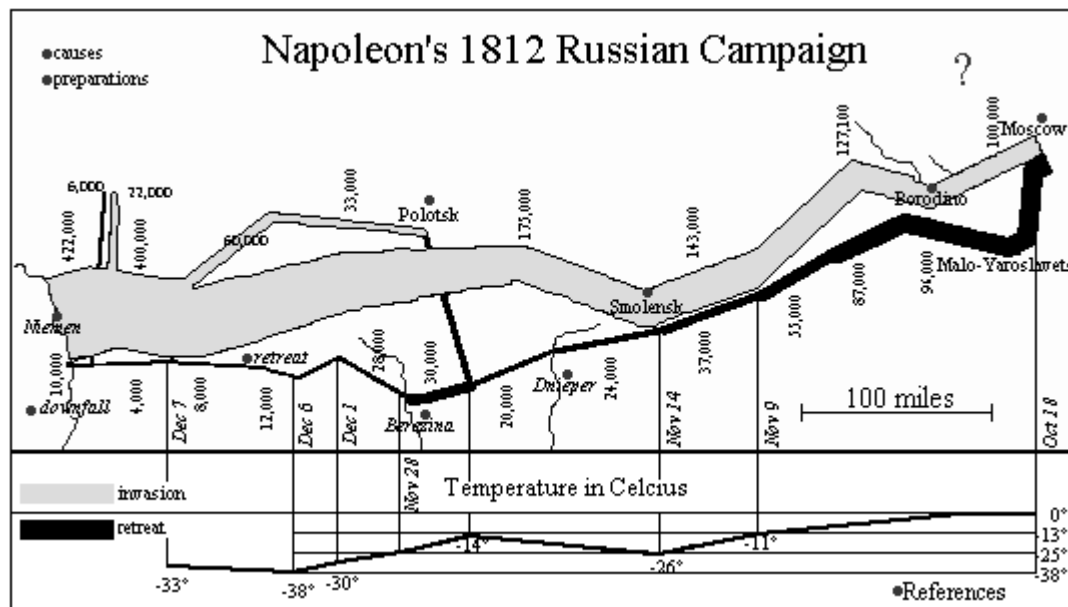 Napoleon's 1812 Russian Campaign
causes
preparations
?
Moscow
100,000
127,100
Borodino
6,000
22,000
33,000
Polotsk
422,000
400,000
60,000
175,000
143,000
Malo-Yaroslavets
96,000
87,000
55,000
Smolensk
Niemen
retreat
28,000
30,000
Dnieper
24,000
37,000
10,000
downfall
4,000
Dec 7
8,000
12,000
Dec 6
Dec 1
Berezina
20,000
Nov 14
Nov 9
100 miles
Oct 18
Nov 28
Temperature in Celcius
invasion
retreat
0°
-13°
-25°
-38°
-14°
-11°
-26°
-33°
-38°
-30°
References